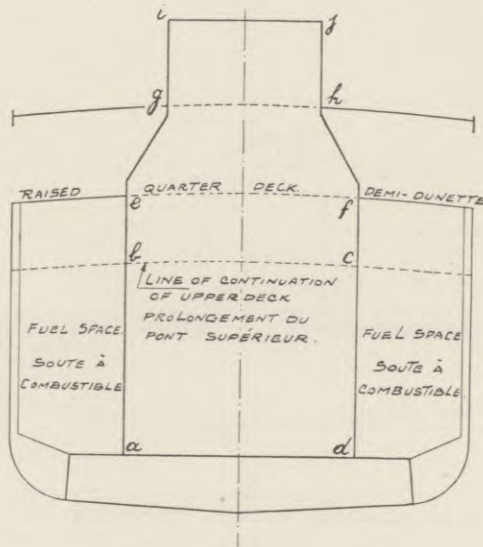 i j
g h
RAISED QUARTER DECK. DEMI-DUNETTE
e f
b c
LINE OF CONTINUATION
OF UPPER DECK
PROLONGEMENT DU
PONT SUPÉRIEUR.
FUEL SPACE.
SOUTE À
COMBUSTIBLE
FUEL SPACE
SOUTE À
COMBUSTIBLE.
a d